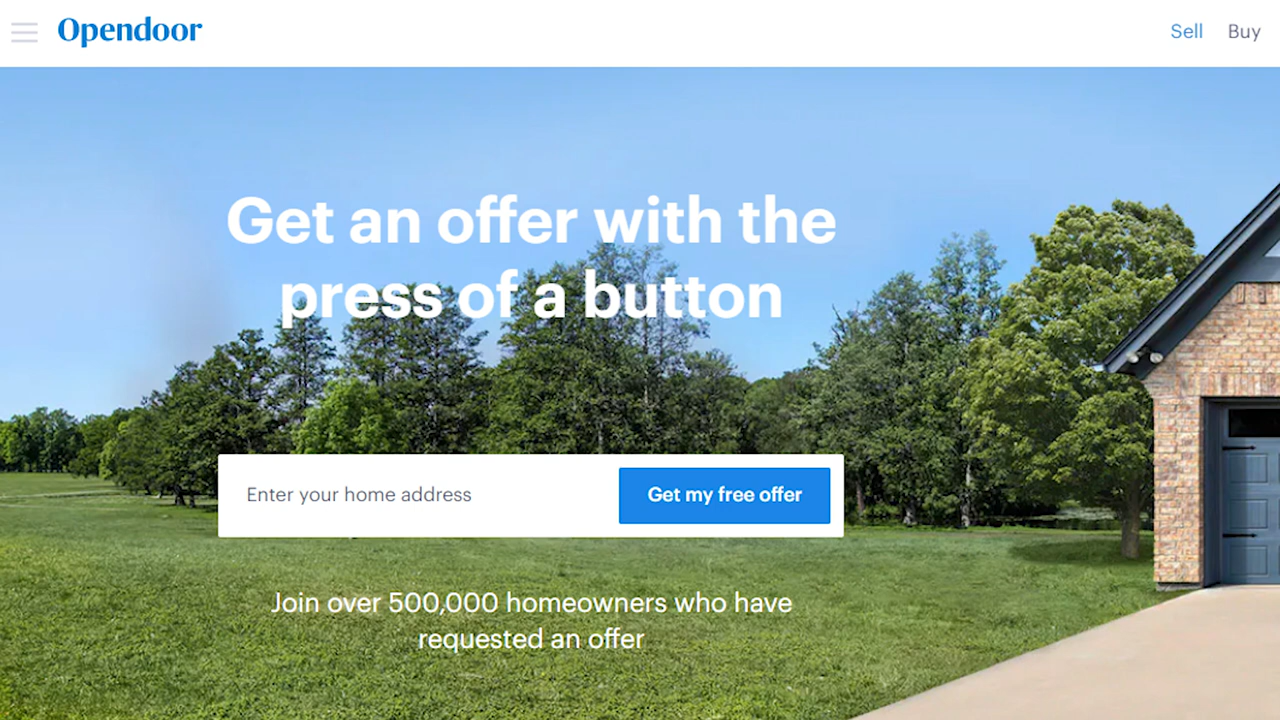 Opendoor
Sell Buy
Get an offer with the
press of a button
Enter your home address
Get my free offer
Join over 500,000 homeowners who have
requested an offer